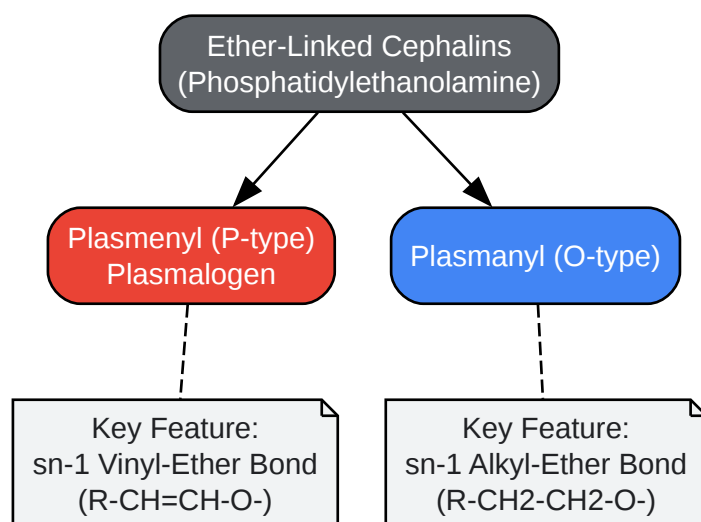 Ether-Linked Cephalins
(Phosphatidylethanolamine)
Plasmenyl (P-type)
Plasmalogen
Plasmanyl (O-type)
Key Feature:
sn-1 Vinyl-Ether Bond
(R-CH=CH-O-)
Key Feature:
sn-1 Alkyl-Ether Bond
(R-CH2-CH2-O-)